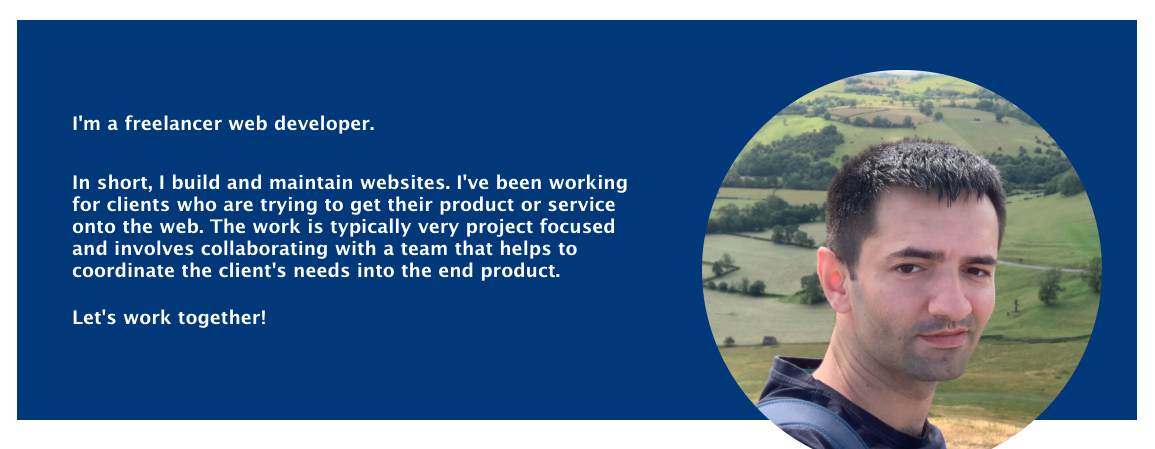 I'm a freelancer web developer.
In short, I build and maintain websites. I've been working
for clients who are trying to get their product or service
onto the web. The work is typically very project focused
and involves collaborating with a team that helps to
coordinate the client's needs into the end product.
Let's work together!